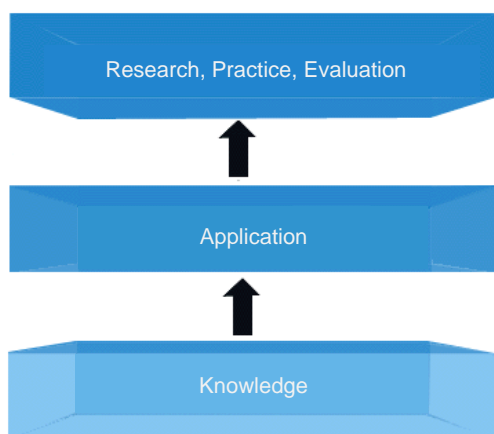 Research, Practice, Evaluation
Application
Knowledge